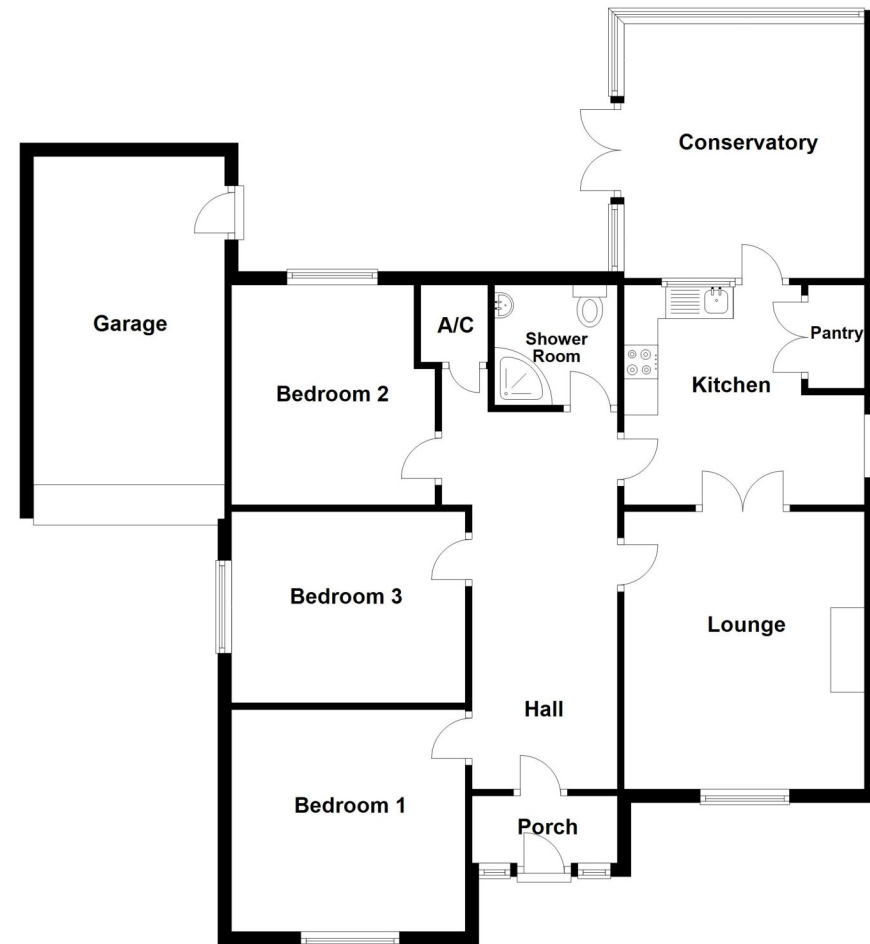 Conservatory
Garage
A/C
Shower
Room
Pantry
Kitchen
Bedroom 2
Bedroom 3
Lounge
Hall
Bedroom 1
Porch